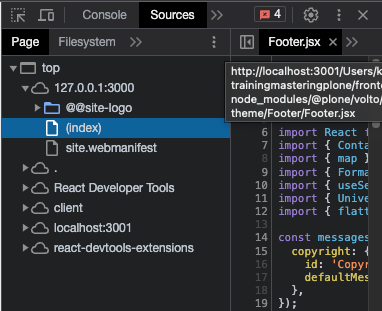 Console Sources 4
Page Filesystem Footer.jsx
top
127.0.0.1:3000
@@site-logo
(index)
site.webmanifest
.
React Developer Tools
client
localhost:3001
react-devtools-extensions
http://localhost:3001/Users/k
trainingmasteringplone/fronte
node_modules/@plone/volto/
theme/Footer/Footer.jsx
6 import React f
7 import { Conta
8 import { map }
9 import { Forma
10 import { useSe
11 import { Unive
12 import { flatt
13
14 const messages
15 copyright: {
16 id: 'Copyr
17 defaultMes
18 },
19 });